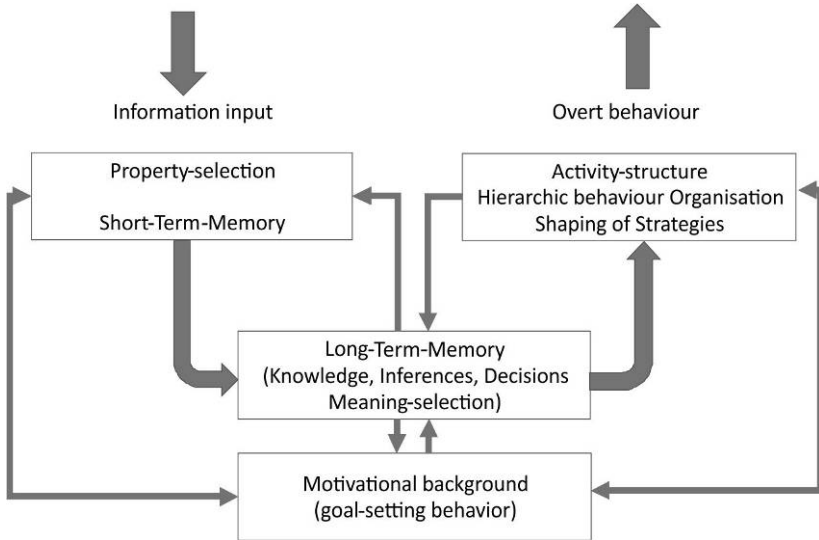 Information input
Overt behaviour
Property-selection
Short-Term-Memory
Activity-structure
Hierarchic behaviour Organisation
Shaping of Strategies
Long-Term-Memory
(Knowledge, Inferences, Decisions
Meaning-selection)
Motivational background
(goal-setting behavior)